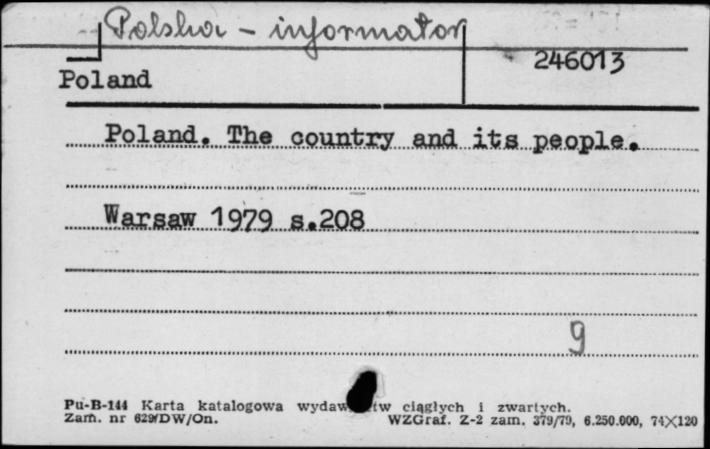 Polska - informator
246013
Poland
Poland. The country and its people.
Warsaw 1979 s.208
9
Pu-B-144 Karta katalogowa ciągłych i zwartych.
Zam. nr 629/DW/On. WZGraf. Z-2 zam. 379/79, 6.250.000, 74X120